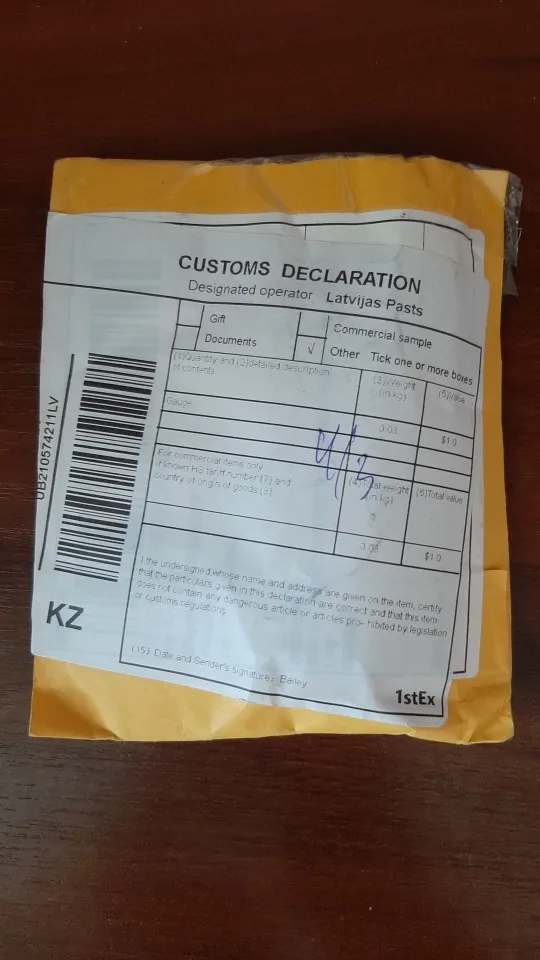 CUSTOMS DECLARATION
Designated operator Latvijas Pasts
Gift
Commercial sample
Documents
√ Other Tick one or more boxes
(1)Quantity and (2)detailed description
of contents
(3)Weight
(in kg)
(5)Value
Gauge
0.03
$1.0
For commercial items only
If known HS tariff number (7) and
country of origin of goods (8)
(4)Total weight
(in kg)
(6)Total value
0.03
$1.0
I the undersigned,whose name and address are given on the item, certify
that the particulars given in this declaration are correct and that this item
does not contain any dangerous article or articles pro- hibited by legislation
or customs regulations
(15) Date and Sender's signature: Bailey
1stEx
UB210574211LV
KZ